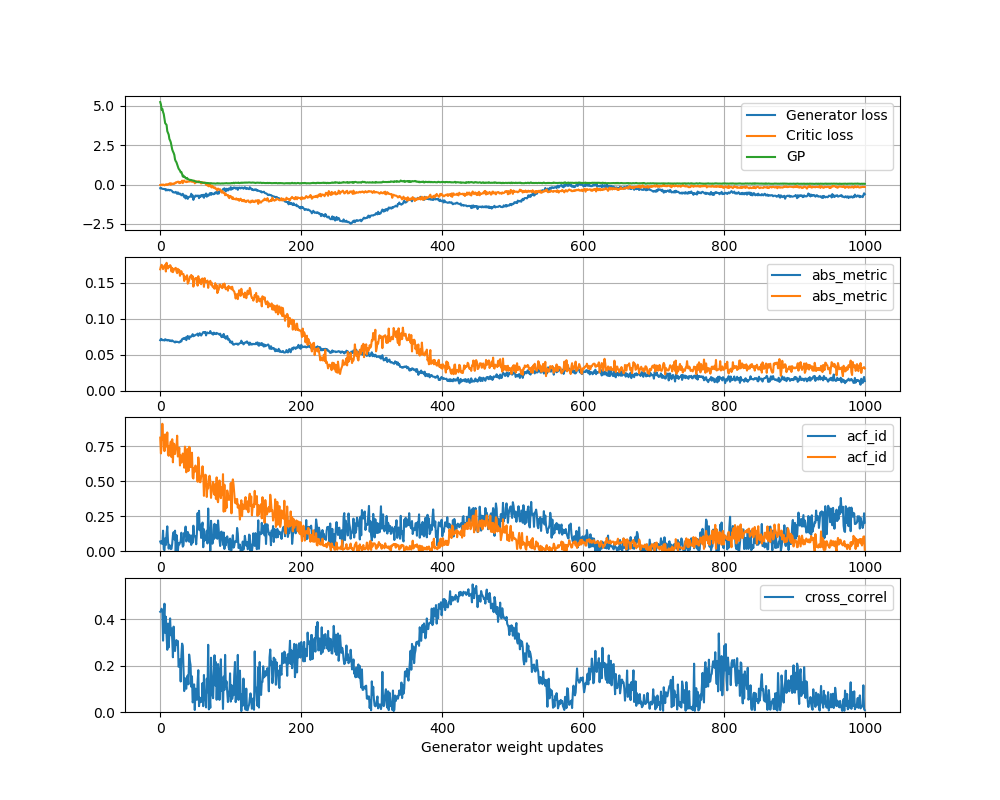 5.0
2.5
0.0
−2.5
Generator loss
Critic loss
GP
0 200 400 600 800 1000
0.15
0.10
0.05
0.00
abs_metric
abs_metric
0 200 400 600 800 1000
0.75
0.50
0.25
0.00
acf_id
acf_id
0 200 400 600 800 1000
0.4
0.2
0.0
cross_correl
0 200 400 600 800 1000
Generator weight updates